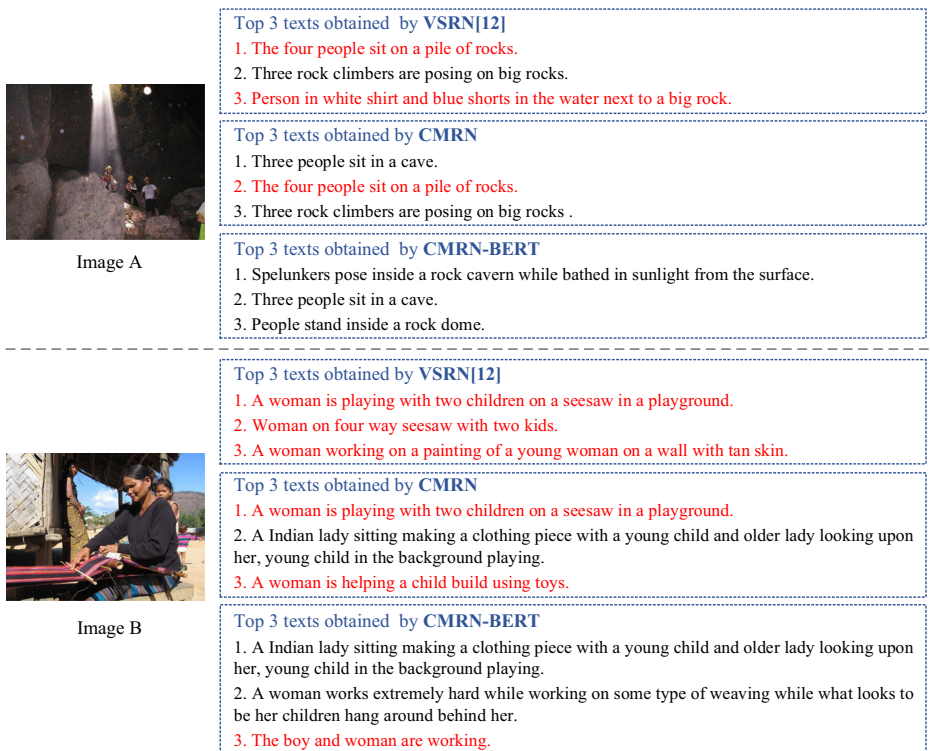 Top 3 texts obtained by VSRN[12]
1. The four people sit on a pile of rocks.
2. Three rock climbers are posing on big rocks.
3. Person in white shirt and blue shorts in the water next to a big rock.
Top 3 texts obtained by CMRN
1. Three people sit in a cave.
2. The four people sit on a pile of rocks.
3. Three rock climbers are posing on big rocks .
Top 3 texts obtained by CMRN-BERT
1. Spelunkers pose inside a rock cavern while bathed in sunlight from the surface.
2. Three people sit in a cave.
3. People stand inside a rock dome.
Image A
Top 3 texts obtained by VSRN[12]
1. A woman is playing with two children on a seesaw in a playground.
2. Woman on four way seesaw with two kids.
3. A woman working on a painting of a young woman on a wall with tan skin.
Top 3 texts obtained by CMRN
1. A woman is playing with two children on a seesaw in a playground.
2. A Indian lady sitting making a clothing piece with a young child and older lady looking upon
her, young child in the background playing.
3. A woman is helping a child build using toys.
Top 3 texts obtained by CMRN-BERT
1. A Indian lady sitting making a clothing piece with a young child and older lady looking upon
her, young child in the background playing.
2. A woman works extremely hard while working on some type of weaving while what looks to
be her children hang around behind her.
3. The boy and woman are working.
Image B